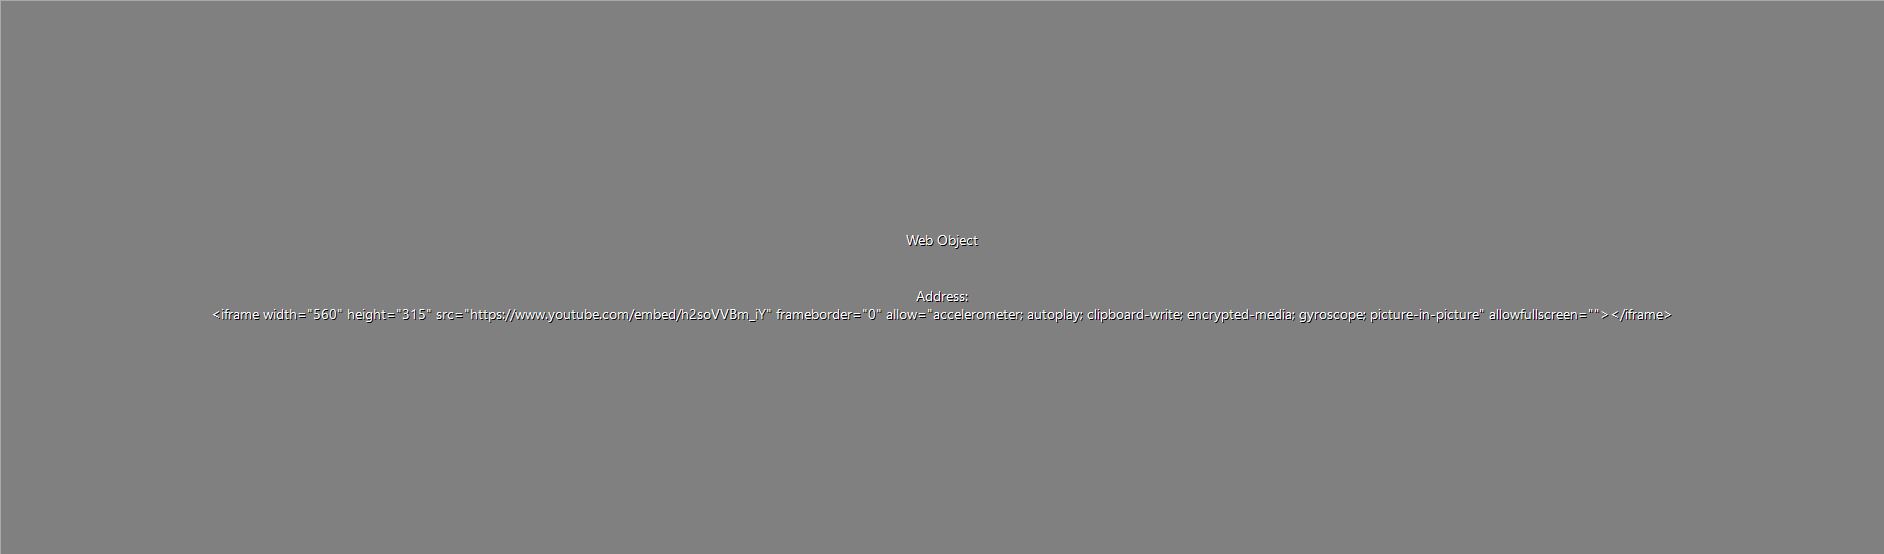 Web Object
Address:
<iframe width="560" height="315" src="https://www.youtube.com/embed/h2soVVBm_iY" frameborder="0" allow="accelerometer; autoplay; clipboard-write; encrypted-media; gyroscope; picture-in-picture" allowfullscreen=""></iframe>